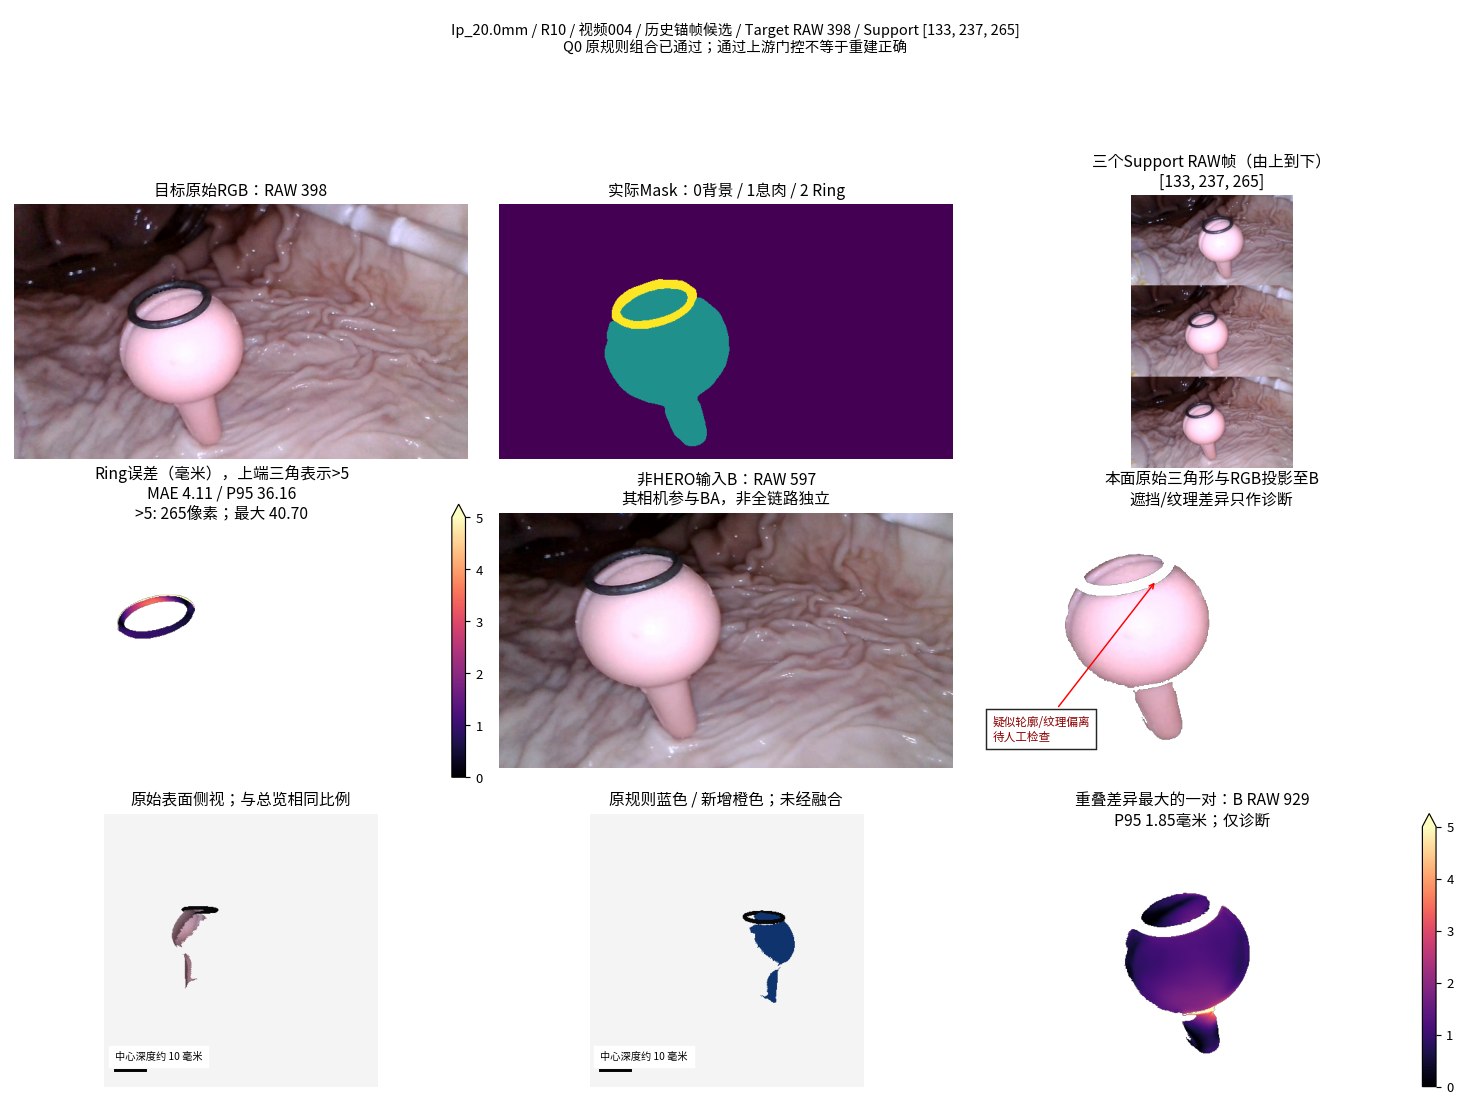 Ip_20.0mm / R10 / 视频004 / 历史锚帧候选 / Target RAW 398 / Support [133, 237, 265]
Q0 原规则组合已通过；通过上游门控不等于重建正确
目标原始RGB：RAW 398
实际Mask：0背景 / 1息肉 / 2 Ring
三个Support RAW帧（由上到下）
[133, 237, 265]
Ring误差（毫米），上端三角表示>5
MAE 4.11 / P95 36.16
>5: 265像素；最大 40.70
5
4
3
2
1
0
非HERO输入B：RAW 597
其相机参与BA，非全链路独立
本面原始三角形与RGB投影至B
遮挡/纹理差异只作诊断
疑似轮廓/纹理偏离
待人工检查
原始表面侧视；与总览相同比例
中心深度约 10 毫米
原规则蓝色 / 新增橙色；未经融合
中心深度约 10 毫米
重叠差异最大的一对：B RAW 929
P95 1.85毫米；仅诊断
5
4
3
2
1
0